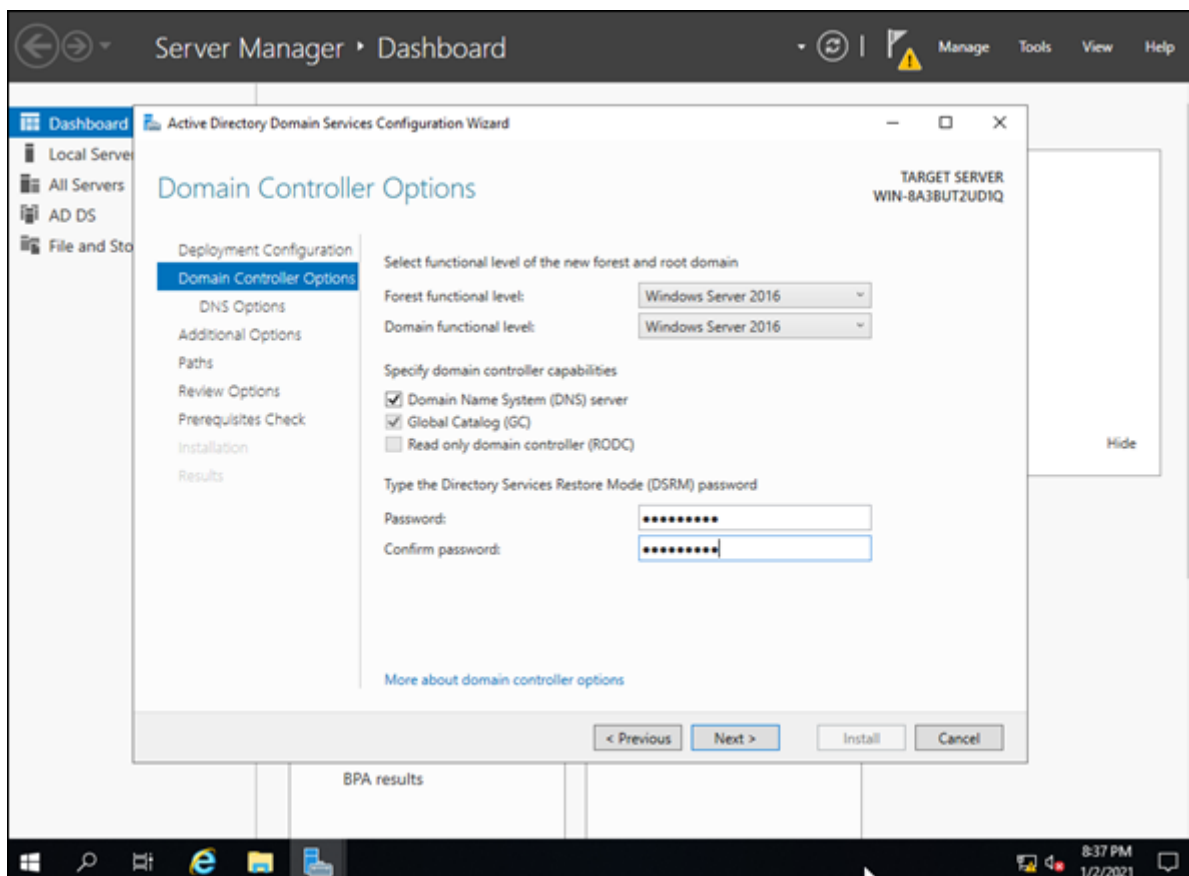 Server Manager ‣ Dashboard
Manage Tools View Help
Dashboard
Local Server
All Servers
AD DS
File and Sto
Active Directory Domain Services Configuration Wizard
Domain Controller Options
TARGET SERVER
WIN-8A3BUT2UD1Q
Deployment Configuration
Domain Controller Options
DNS Options
Additional Options
Paths
Review Options
Prerequisites Check
Installation
Results
Select functional level of the new forest and root domain
Forest functional level: Windows Server 2016
Domain functional level: Windows Server 2016
Specify domain controller capabilities
Domain Name System (DNS) server
Global Catalog (GC)
Read only domain controller (RODC)
Type the Directory Services Restore Mode (DSRM) password
Password: •••••••••
Confirm password: •••••••••
More about domain controller options
< Previous Next > Install Cancel
Hide
BPA results
8:37 PM
1/2/2021